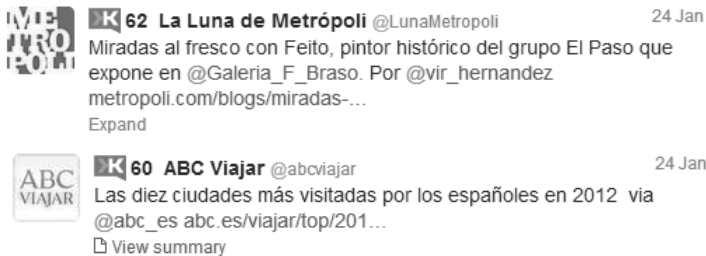 METROPOLI
K 62 La Luna de Metrópoli @LunaMetropoli 24 Jan
Miradas al fresco con Feito, pintor histórico del grupo El Paso que
expone en @Galeria_F_Braso. Por @vir_hernandez
metropoli.com/blogs/miradas-…
Expand
ABC
VIAJAR
K 60 ABC Viajar @abcviajar 24 Jan
Las diez ciudades más visitadas por los españoles en 2012 via
@abc_es abc.es/viajar/top/201…
View summary